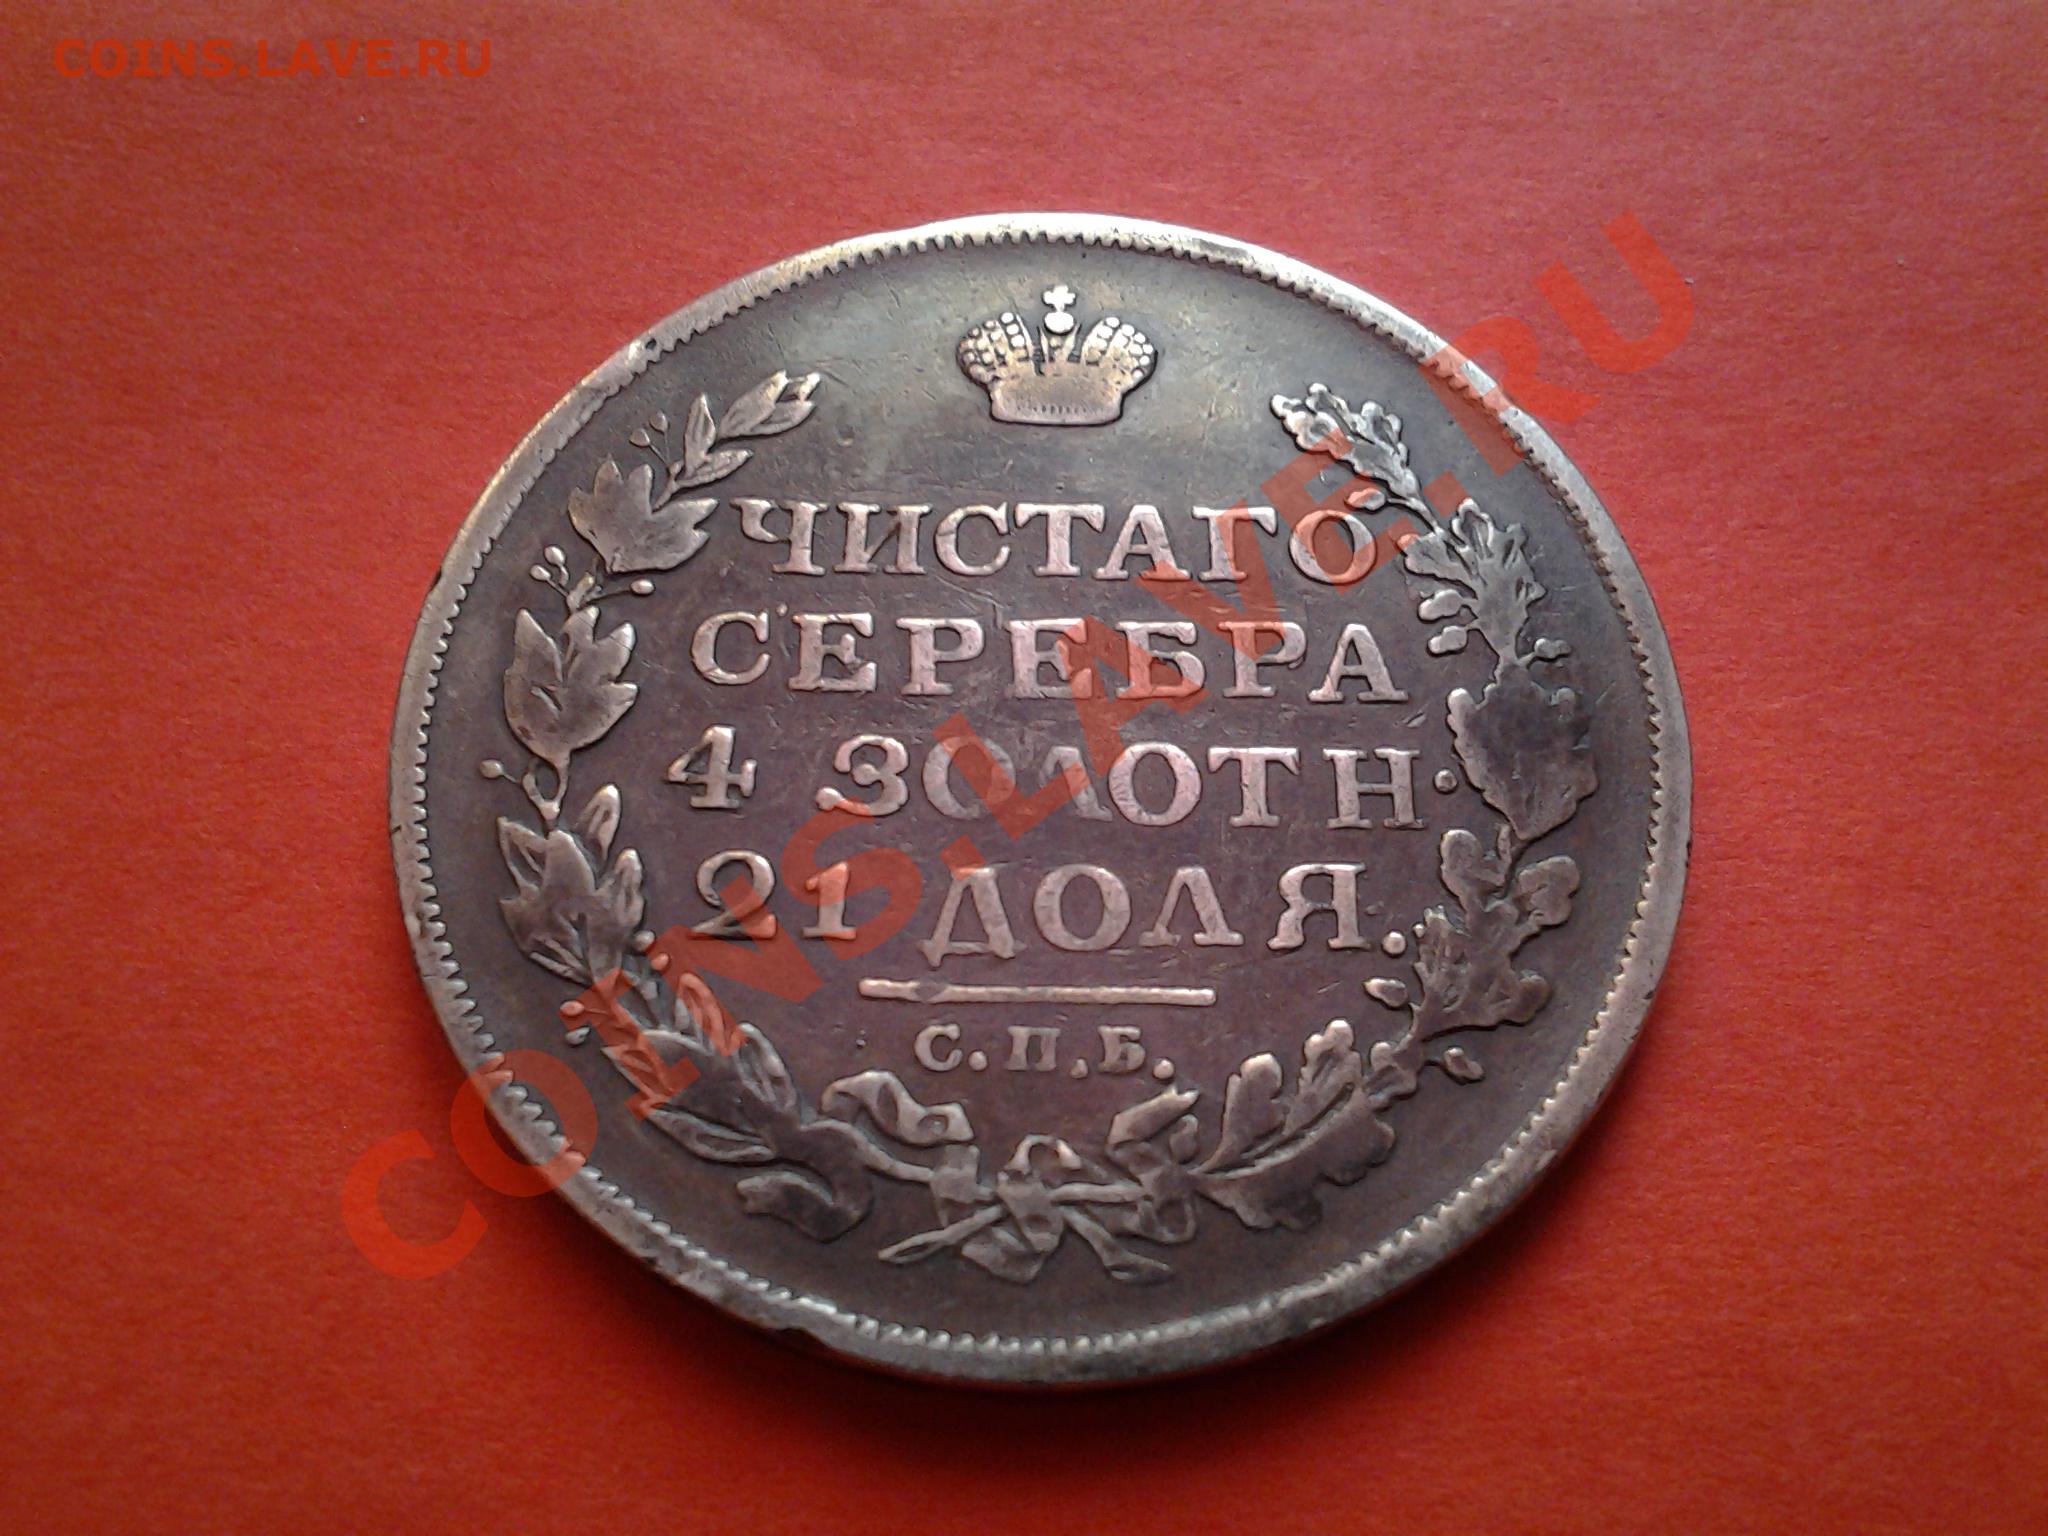 COINS.LAVE.RU
ЧИСТАГО
СЕРЕБРА
4 ЗОЛОТН.
21 ДОЛЯ.
С.П.Б.
COINS.LAVE.RU